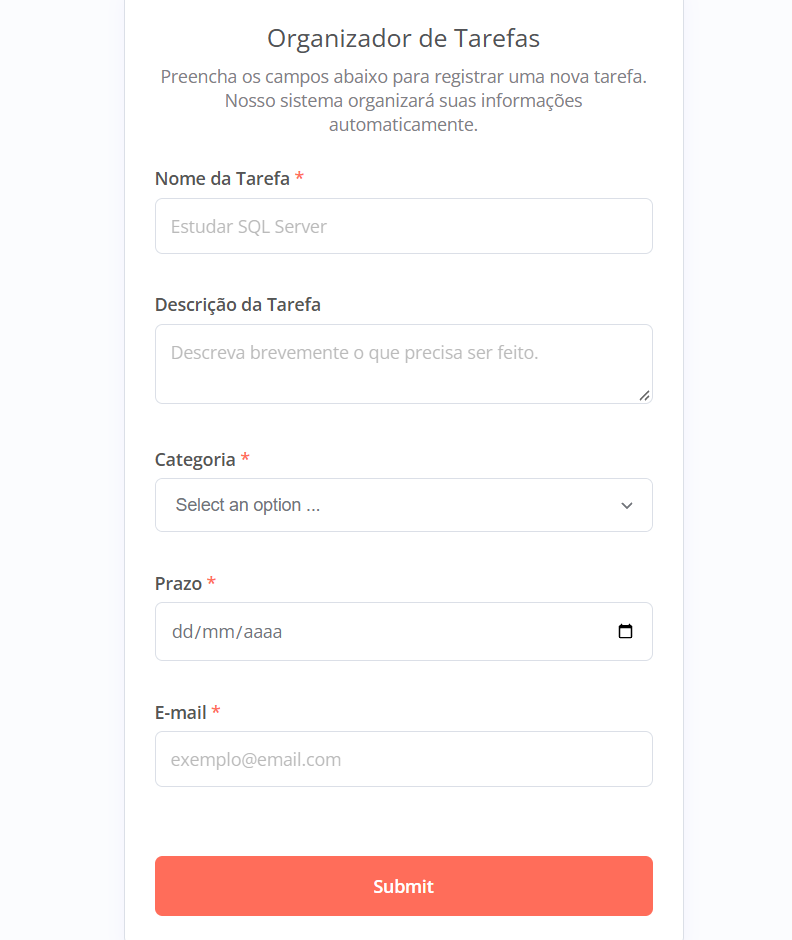 Organizador de Tarefas
Preencha os campos abaixo para registrar uma nova tarefa.
Nosso sistema organizará suas informações
automaticamente.
Nome da Tarefa *
Estudar SQL Server
Descrição da Tarefa
Descreva brevemente o que precisa ser feito.
Categoria *
Select an option ...
Prazo *
dd/mm/aaaa
E-mail *
exemplo@email.com
Submit